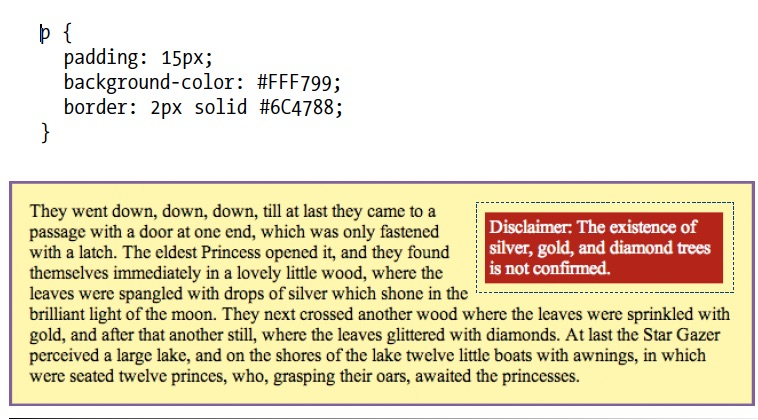 p {
padding: 15px;
background-color: #FFF799;
border: 2px solid #6C4788;
}
They went down, down, down, till at last they came to a
passage with a door at one end, which was only fastened
with a latch. The eldest Princess opened it, and they found
themselves immediately in a lovely little wood, where the
leaves were spangled with drops of silver which shone in the
brilliant light of the moon. They next crossed another wood where the leaves were sprinkled with
gold, and after that another still, where the leaves glittered with diamonds. At last the Star Gazer
perceived a large lake, and on the shores of the lake twelve little boats with awnings, in which
were seated twelve princes, who, grasping their oars, awaited the princesses.
Disclaimer: The existence of
silver, gold, and diamond trees
is not confirmed.